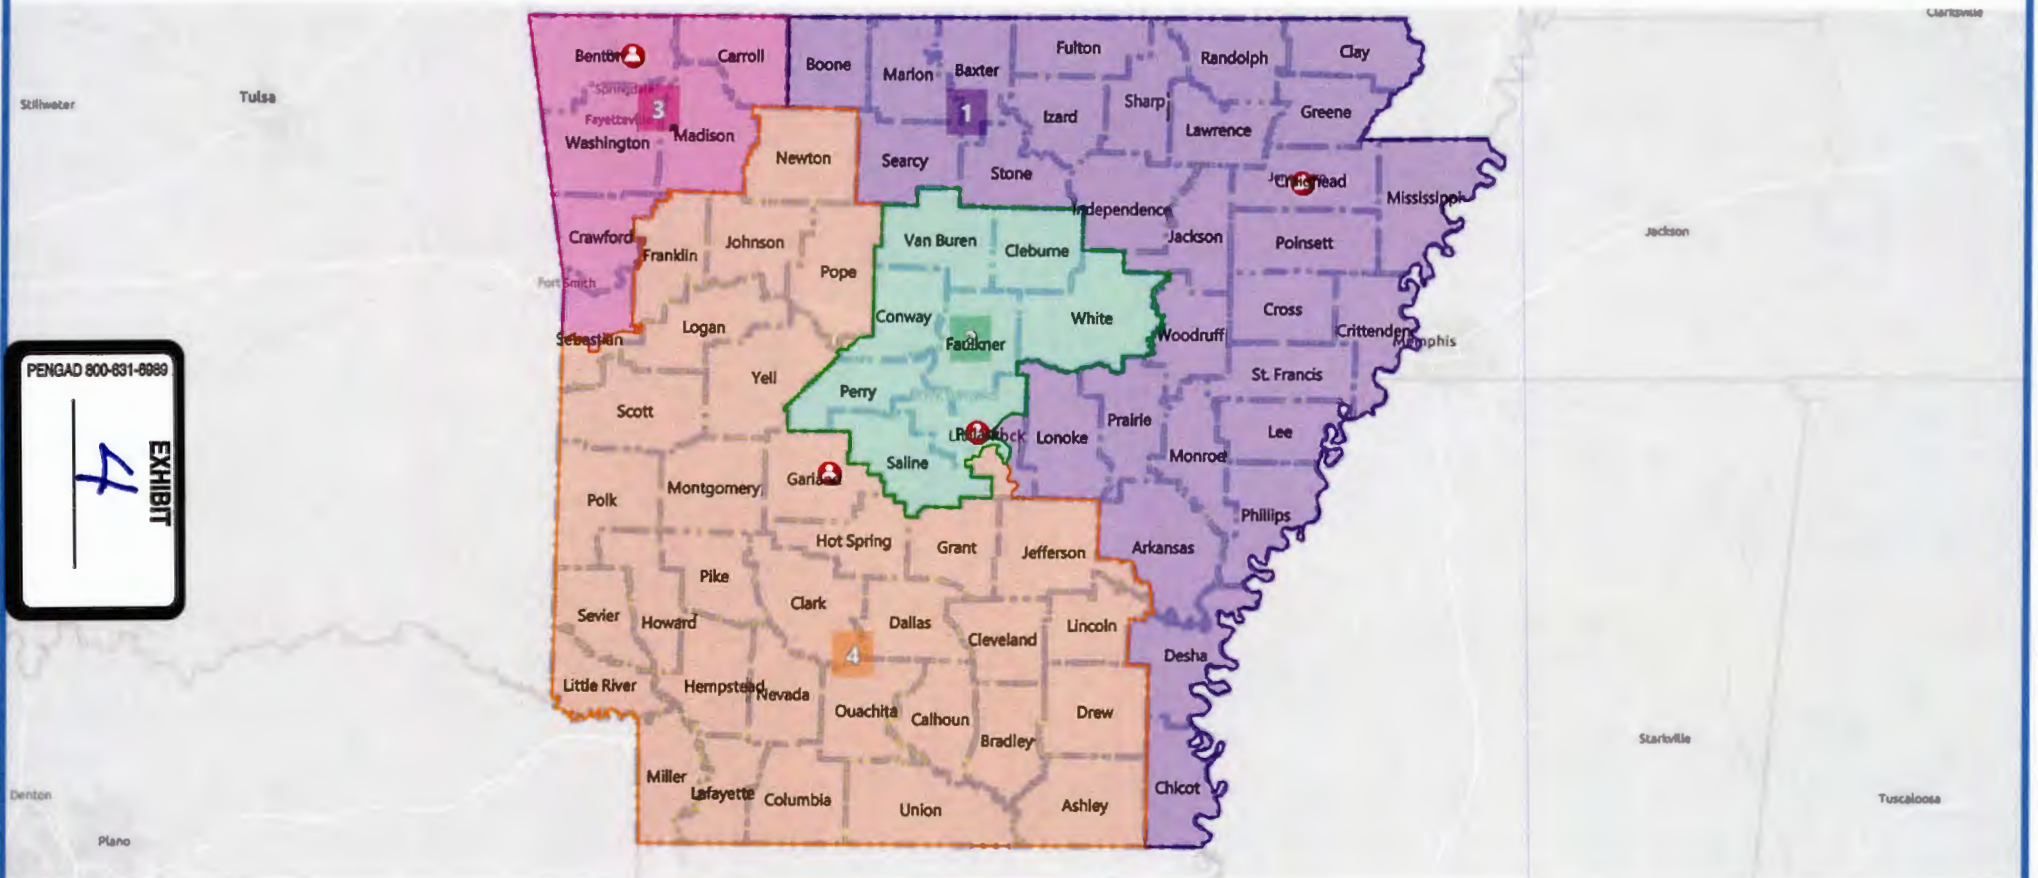 Clarksville
Benton
Carroll
Boone
Marion
Baxter
Fulton
Randolph
Clay
Stillwater
Tulsa
Springdale
3
1
Sharp
Greene
Fayetteville
Izard
Lawrence
Washington
Madison
Newton
Searcy
Stone
Craighead
Mississippi
Independence
Crawford
Franklin
Johnson
Van Buren
Cleburne
Jackson
Poinsett
Jackson
Pope
Fort Smith
Logan
Conway
White
Cross
Sebastian
Faulkner
Woodruff
Crittenden
Memphis
PENGAD 800-631-6989
EXHIBIT
4
Yell
Perry
St. Francis
Scott
Prairie
Lonoke
Lee
Saline
Monroe
Garland
Montgomery
Polk
Phillips
Hot Spring
Grant
Jefferson
Arkansas
Pike
Clark
Sevier
Howard
Dallas
Cleveland
Lincoln
4
Desha
Little River
Hempstead
Nevada
Ouachita
Calhoun
Drew
Bradley
Starkville
Miller
Lafayette
Columbia
Union
Ashley
Chicot
Denton
Plano
Tuscaloosa